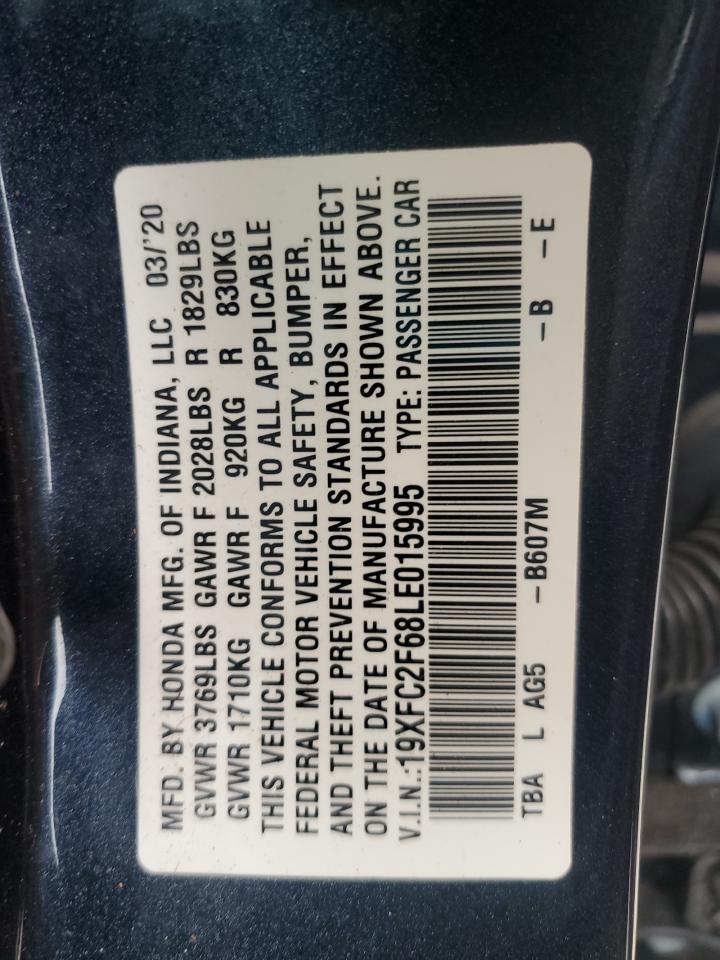 MFD. BY HONDA MFG. OF INDIANA, LLC 03/'20
GVWR 3769LBS GAWR F 2028LBS R 1829LBS
GVWR 1710KG GAWR F 920KG R 830KG
THIS VEHICLE CONFORMS TO ALL APPLICABLE
FEDERAL MOTOR VEHICLE SAFETY, BUMPER,
AND THEFT PREVENTION STANDARDS IN EFFECT
ON THE DATE OF MANUFACTURE SHOWN ABOVE.
V.I.N.:19XFC2F68LE015995 TYPE: PASSENGER CAR
TBA L AG5 -B607M -B -E